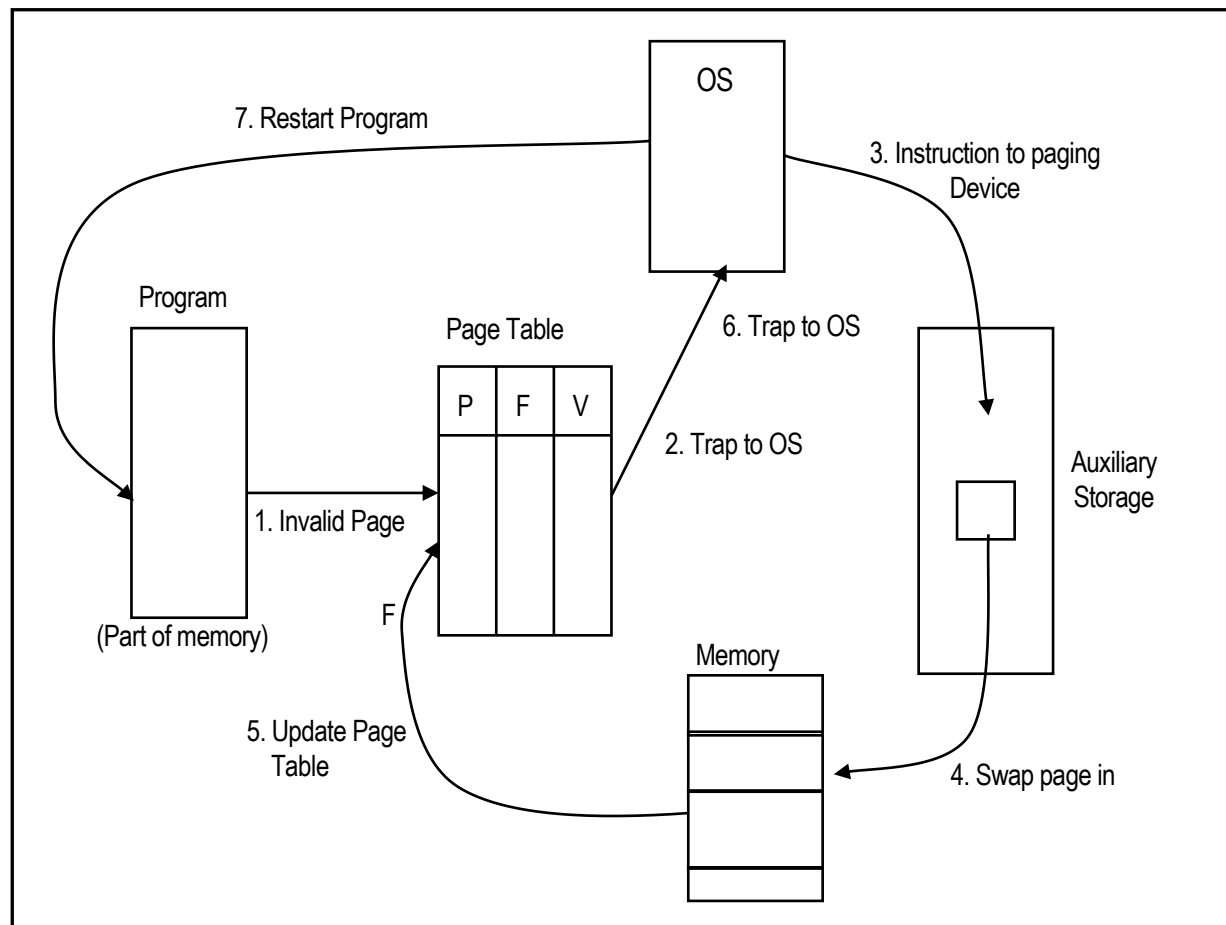 OS
7. Restart Program
3. Instruction to paging
Device
Program
6. Trap to OS
Page Table
P F V
2. Trap to OS
Auxiliary
Storage
1. Invalid Page
F
(Part of memory)
Memory
5. Update Page
Table
4. Swap page in